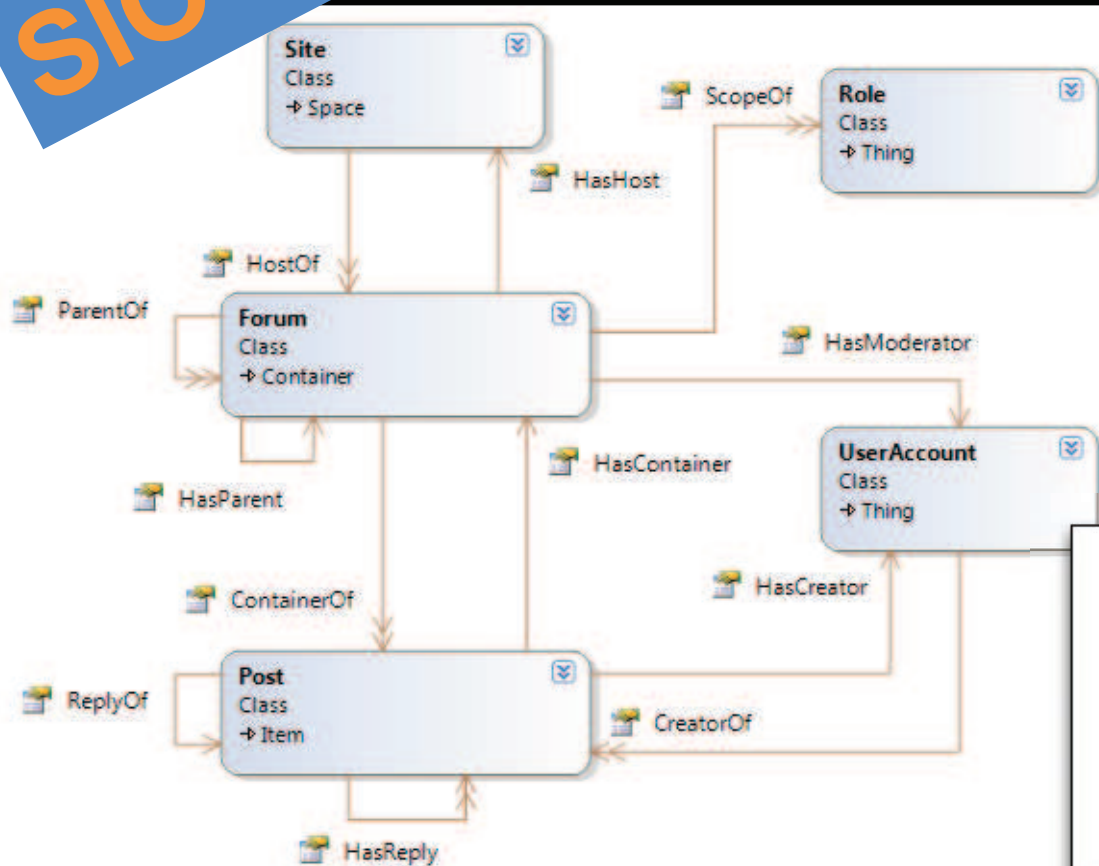 SIO
Site
Class
Space
ScopeOf
Role
Class
Thing
HasHost
HostOf
ParentOf
Forum
Class
Container
HasModerator
HasContainer
UserAccount
Class
Thing
HasParent
HasCreator
ContainerOf
Post
Class
Item
ReplyOf
CreatorOf
HasReply